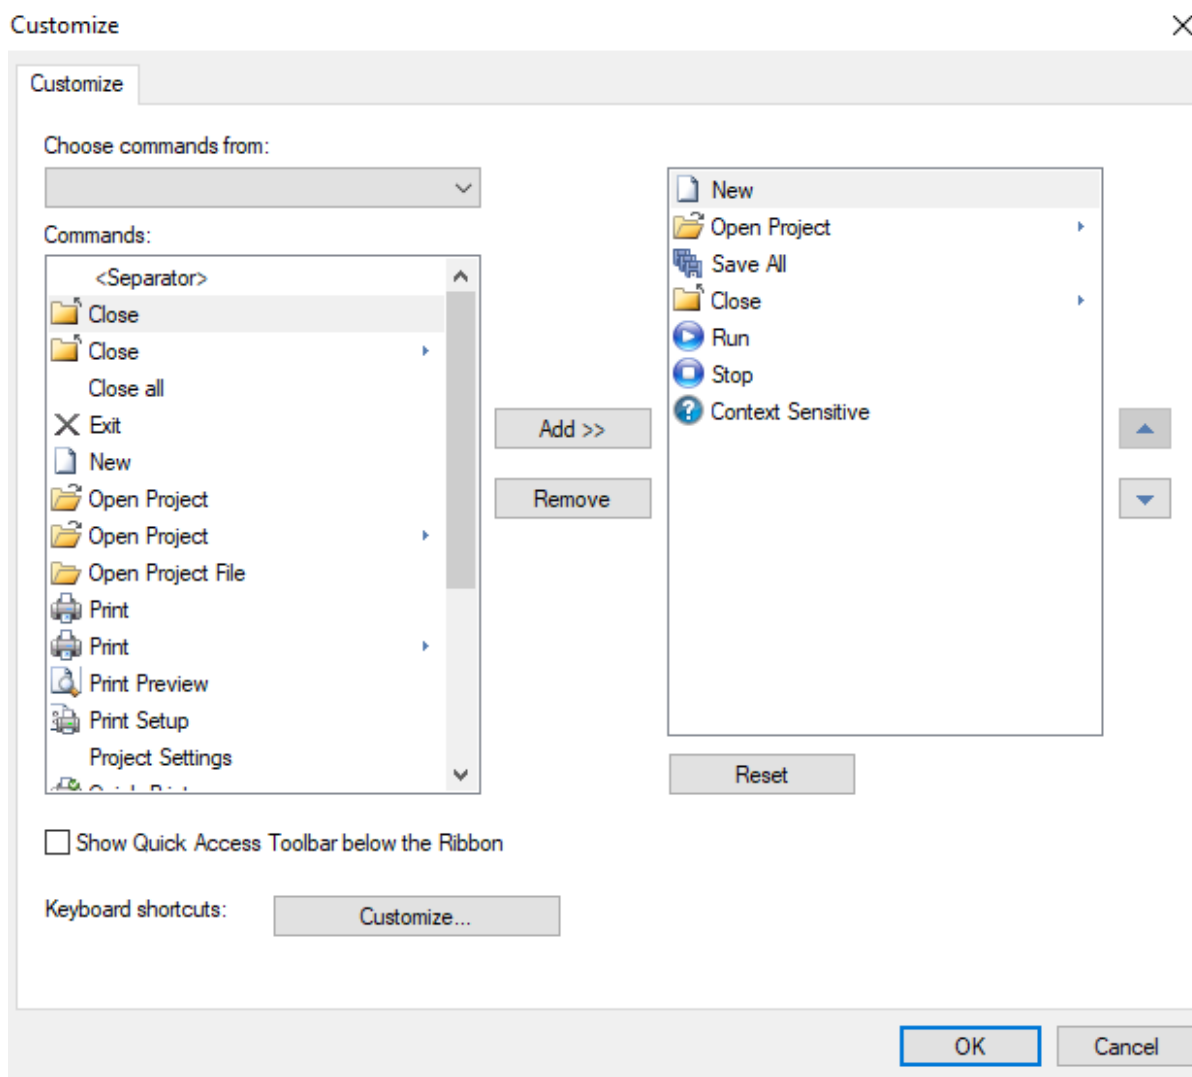 Customize
Customize
Choose commands from:
Commands:
<Separator>
Close
Close
Close all
Exit
New
Open Project
Open Project
Open Project File
Print
Print
Print Preview
Print Setup
Project Settings
Add >>
Remove
New
Open Project
Save All
Close
Run
Stop
Context Sensitive
Reset
Show Quick Access Toolbar below the Ribbon
Keyboard shortcuts:
Customize...
OK
Cancel